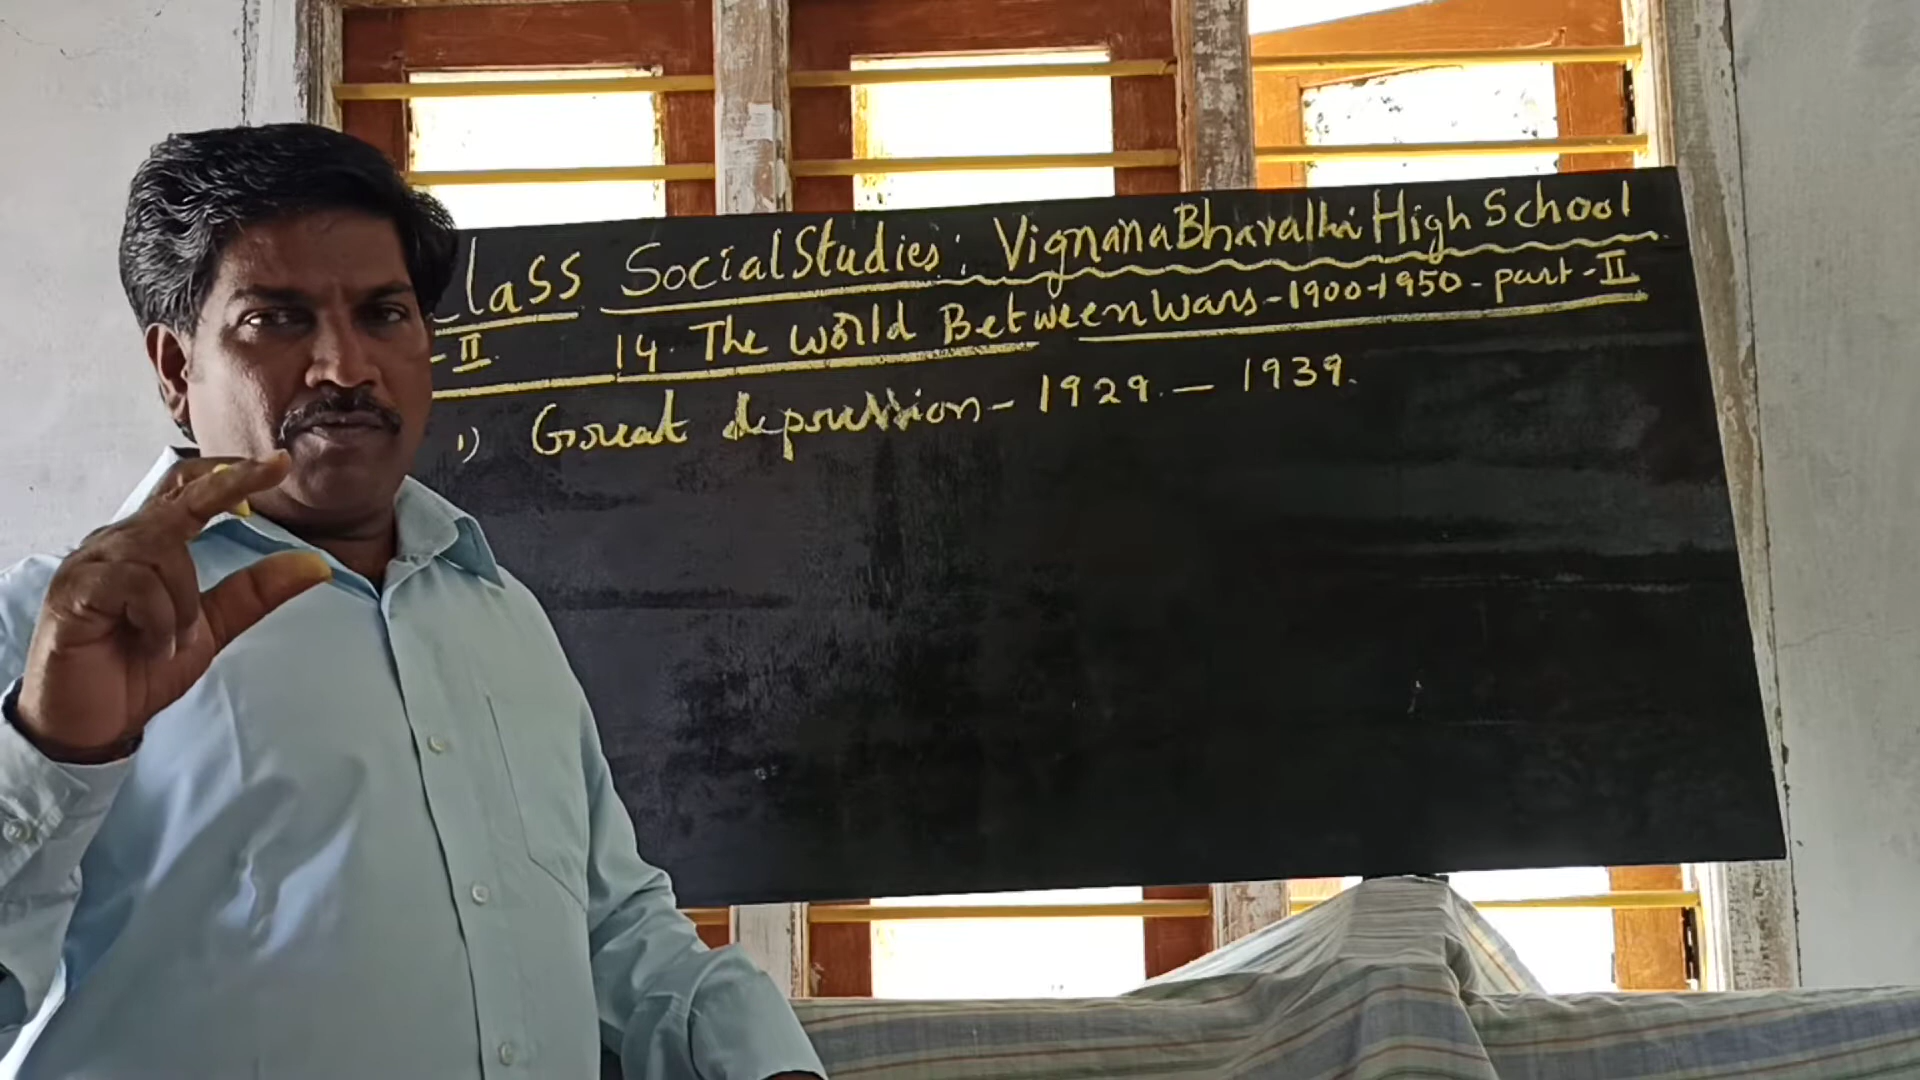 lass Social Studies: Vignana Bharathi High School
-II 14. The World Between Wars-1900-1950-part-II
1) Great depression - 1929. - 1939.